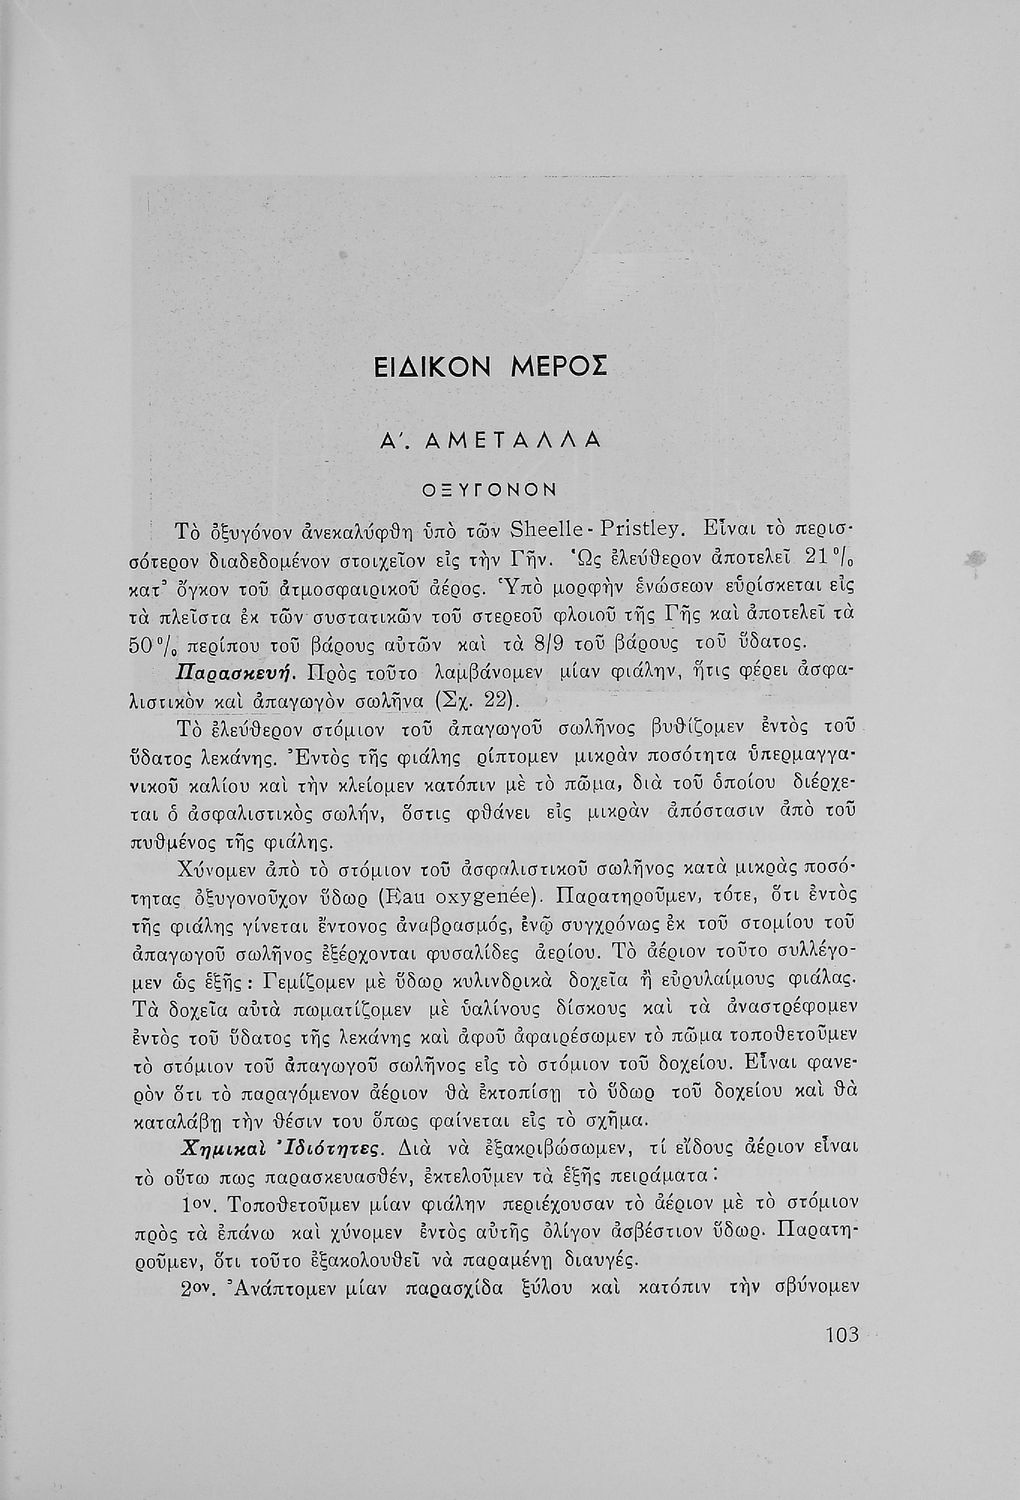 ΕΙΔΙΚΟΝ ΜΕΡΟΣ
Α΄. ΑΜΕΤΑΛΛΑ
ΟΞΥΓΟΝΟΝ
Τὸ ὀξυγόνον ἀνεκαλύφθη ὑπὸ τῶν Sheelle - Pristley. Εἶναι τὸ περισ-
σότερον διαδεδομένον στοιχεῖον εἰς τὴν Γῆν. Ὡς ἐλεύθερον ἀποτελεῖ 21 °/₀
κατ᾽ ὄγκον τοῦ ἀτμοσφαιρικοῦ ἀέρος. Ὑπὸ μορφὴν ἑνώσεων εὑρίσκεται εἰς
τὰ πλεῖστα ἐκ τῶν συστατικῶν τοῦ στερεοῦ φλοιοῦ τῆς Γῆς καὶ ἀποτελεῖ τὰ
50 °/₀ περίπου τοῦ βάρους αὐτῶν καὶ τὰ 8/9 τοῦ βάρους τοῦ ὕδατος.
Παρασκευή. Πρὸς τοῦτο λαμβάνομεν μίαν φιάλην, ἥτις φέρει ἀσφα-
λιστικὸν καὶ ἀπαγωγὸν σωλῆνα (Σχ. 22).
Τὸ ἐλεύθερον στόμιον τοῦ ἀπαγωγοῦ σωλῆνος βυθίζομεν ἐντὸς τοῦ
ὕδατος λεκάνης. Ἐντὸς τῆς φιάλης ρίπτομεν μικρὰν ποσότητα ὑπερμαγγα-
νικοῦ καλίου καὶ τὴν κλείομεν κατόπιν μὲ τὸ πῶμα, διὰ τοῦ ὁποίου διέρχε-
ται ὁ ἀσφαλιστικὸς σωλήν, ὅστις φθάνει εἰς μικρὰν ἀπόστασιν ἀπὸ τοῦ
πυθμένος τῆς φιάλης.
Χύνομεν ἀπὸ τὸ στόμιον τοῦ ἀσφαλιστικοῦ σωλῆνος κατὰ μικρὰς ποσό-
τητας ὀξυγονοῦχον ὕδωρ (Eau oxygenée). Παρατηροῦμεν, τότε, ὅτι ἐντὸς
τῆς φιάλης γίνεται ἔντονος ἀναβρασμός, ἐνῷ συγχρόνως ἐκ τοῦ στομίου τοῦ
ἀπαγωγοῦ σωλῆνος ἐξέρχονται φυσαλίδες ἀερίου. Τὸ ἀέριον τοῦτο συλλέγο-
μεν ὡς ἑξῆς : Γεμίζομεν μὲ ὕδωρ κυλινδρικὰ δοχεῖα ἢ εὐρυλαίμους φιάλας.
Τὰ δοχεῖα αὐτὰ πωματίζομεν μὲ ὑαλίνους δίσκους καὶ τὰ ἀναστρέφομεν
ἐντὸς τοῦ ὕδατος τῆς λεκάνης καὶ ἀφοῦ ἀφαιρέσωμεν τὸ πῶμα τοποθετοῦμεν
τὸ στόμιον τοῦ ἀπαγωγοῦ σωλῆνος εἰς τὸ στόμιον τοῦ δοχείου. Εἶναι φανε-
ρὸν ὅτι τὸ παραγόμενον ἀέριον θὰ ἐκτοπίσῃ τὸ ὕδωρ τοῦ δοχείου καὶ θὰ
καταλάβῃ τὴν θέσιν του ὅπως φαίνεται εἰς τὸ σχῆμα.
Χημικαὶ Ἰδιότητες. Διὰ νὰ ἐξακριβώσωμεν, τί εἴδους ἀέριον εἶναι
τὸ οὕτω πως παρασκευασθέν, ἐκτελοῦμεν τὰ ἑξῆς πειράματα :
1ον. Τοποθετοῦμεν μίαν φιάλην περιέχουσαν τὸ ἀέριον μὲ τὸ στόμιον
πρὸς τὰ ἐπάνω καὶ χύνομεν ἐντὸς αὐτῆς ὀλίγον ἀσβέστιον ὕδωρ. Παρατη-
ροῦμεν, ὅτι τοῦτο ἐξακολουθεῖ νὰ παραμένῃ διαυγές.
2ον. Ἀνάπτομεν μίαν παρασχίδα ξύλου καὶ κατόπιν τὴν σβύνομεν
103